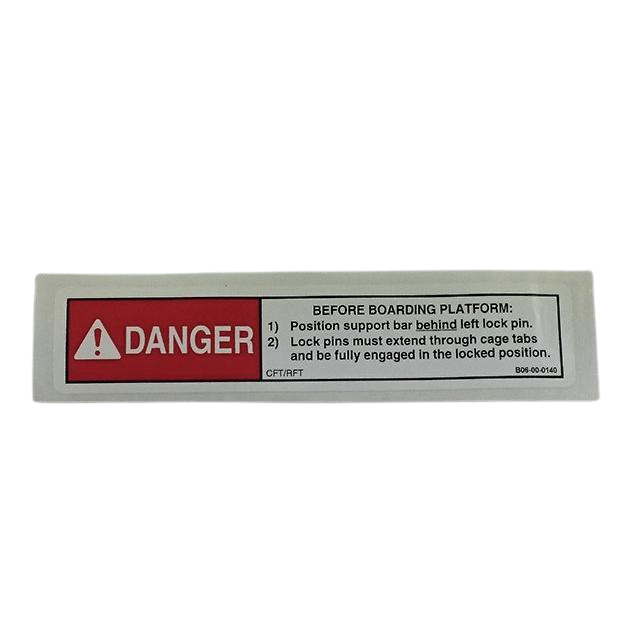 DANGER
BEFORE BOARDING PLATFORM:
1) Position support bar behind left lock pin.
2) Lock pins must extend through cage tabs
and be fully engaged in the locked position.
CFT/RFT
B06-00-0140